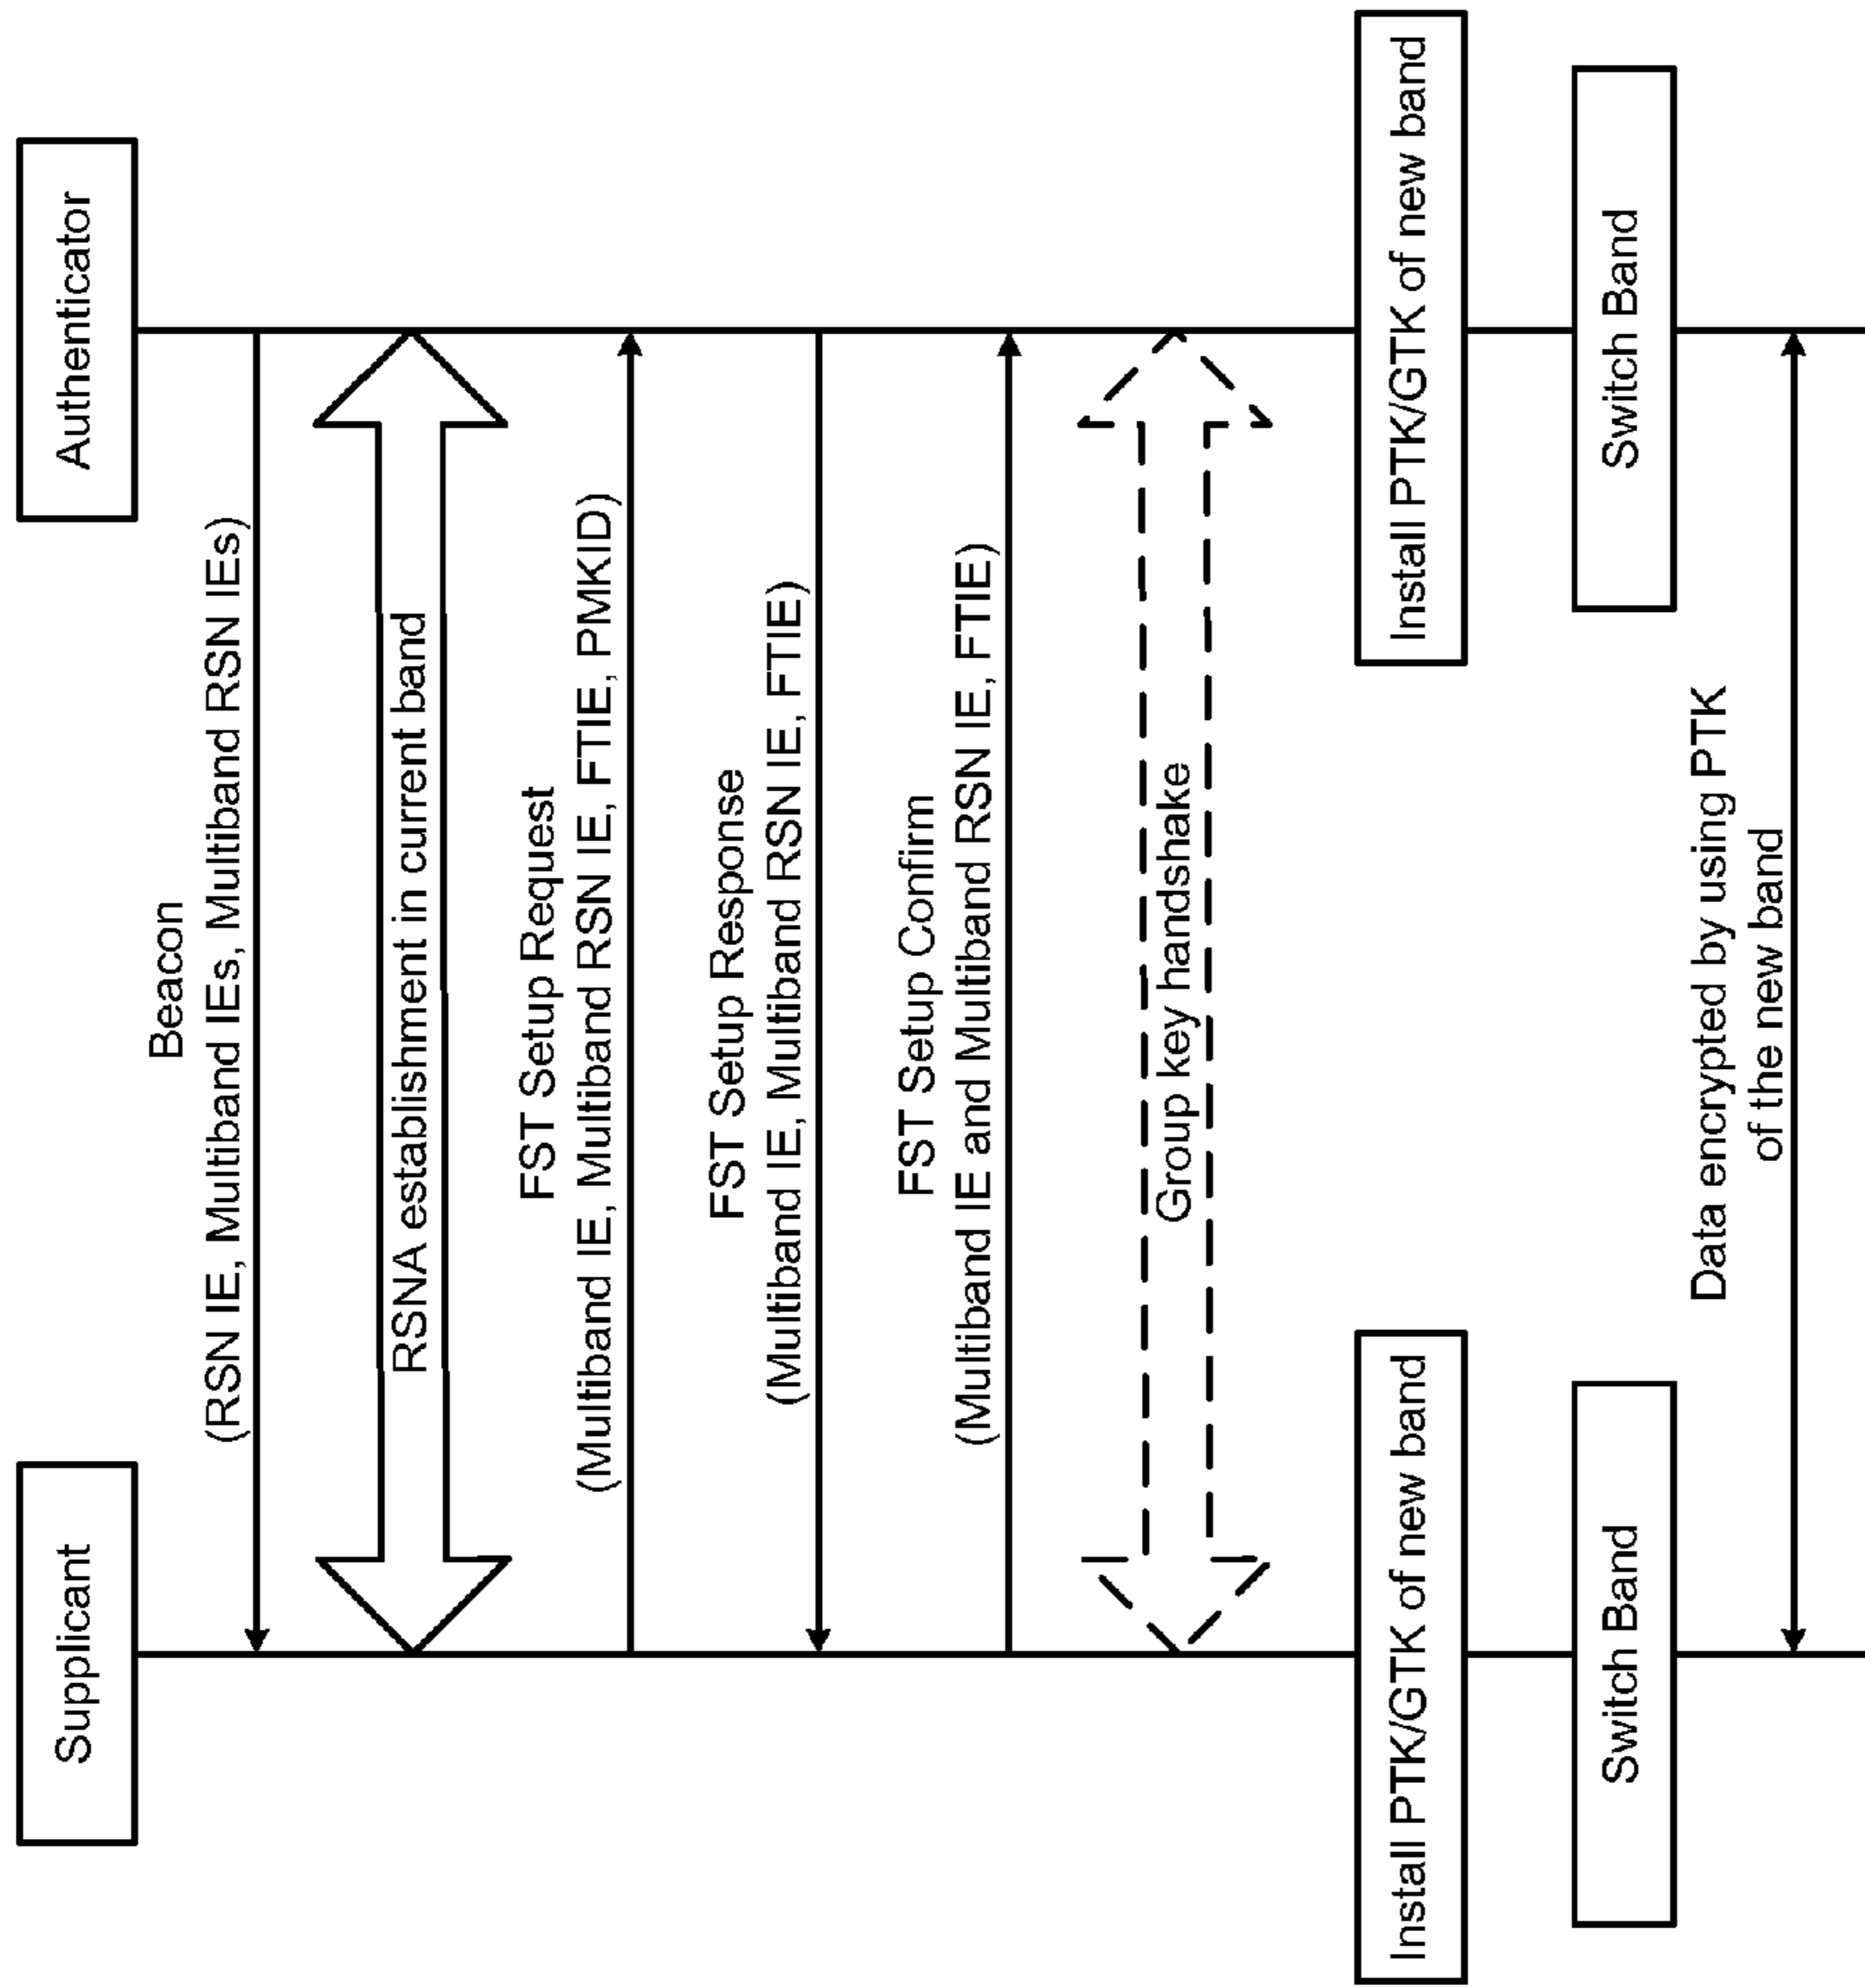 Supplicant
Authenticator
Beacon
(RSN IE, Multiband IEs, Multiband RSN IEs)
RSNA establishment in current band
FST Setup Request
(Multiband IE, Multiband RSN IE, FTIE, PMKID)
FST Setup Response
(Multiband IE, Multiband RSN IE, FTIE)
FST Setup Confirm
(Multiband IE and Multiband RSN IE, FTIE)
Group key handshake
Install PTK/GTK of new band
Install PTK/GTK of new band
Switch Band
Switch Band
Data encrypted by using PTK
of the new band